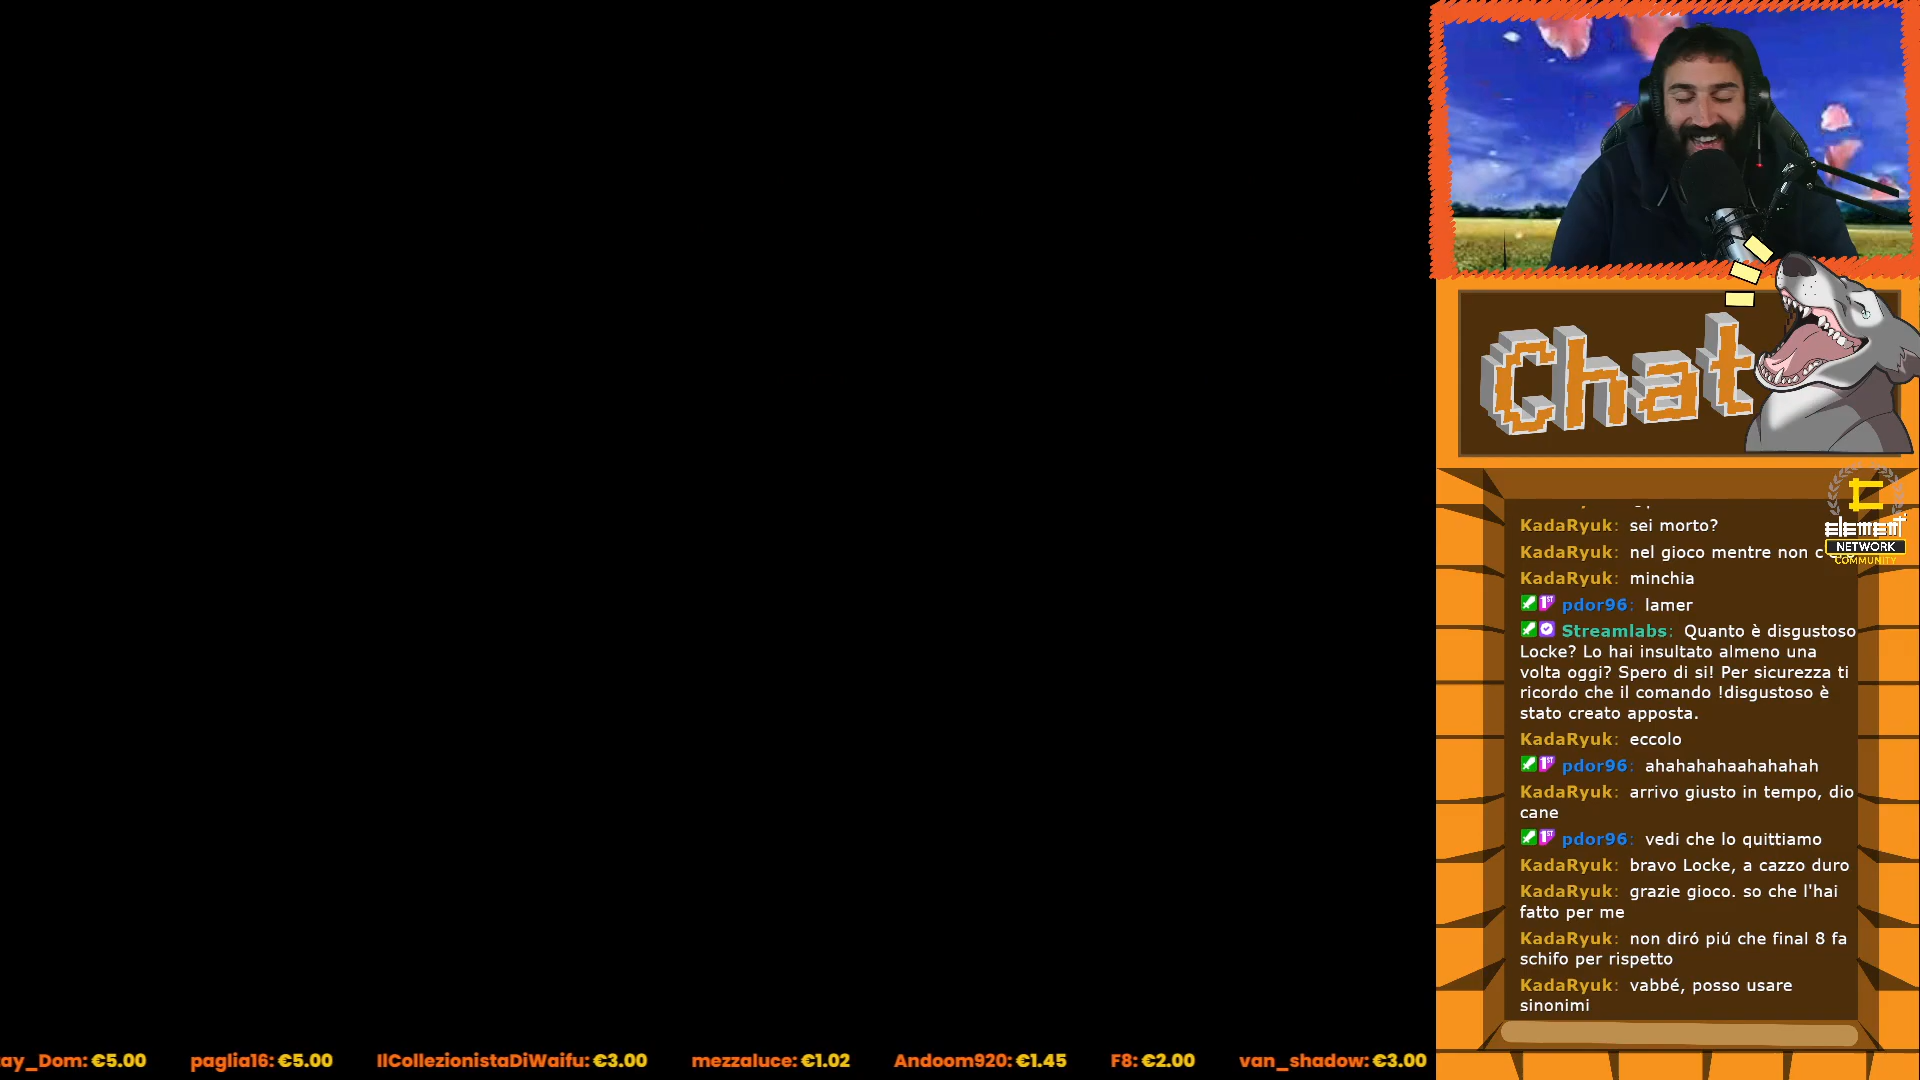 Chat
KadaRyuk: sei morto?
KadaRyuk: nel gioco mentre non
KadaRyuk: minchia
pdor96: lamer
Streamlabs: Quanto è disgustoso
Locke? Lo hai insultato almeno una
volta oggi? Spero di si! Per sicurezza ti
ricordo che il comando !disgustoso è
stato creato apposta.
KadaRyuk: eccolo
pdor96: ahahahahaahahahah
KadaRyuk: arrivo giusto in tempo, dio
cane
pdor96: vedi che lo quittiamo
KadaRyuk: bravo Locke, a cazzo duro
KadaRyuk: grazie gioco. so che l'hai
fatto per me
KadaRyuk: non diró piú che final 8 fa
schifo per rispetto
KadaRyuk: vabbé, posso usare
sinonimi
element
NETWORK
COMMUNITY
ay_Dom: €5.00 paglia16: €5.00 IlCollezionistaDiWaifu: €3.00 mezzaluce: €1.02 Andoom920: €1.45 F8: €2.00 van_shadow: €3.00